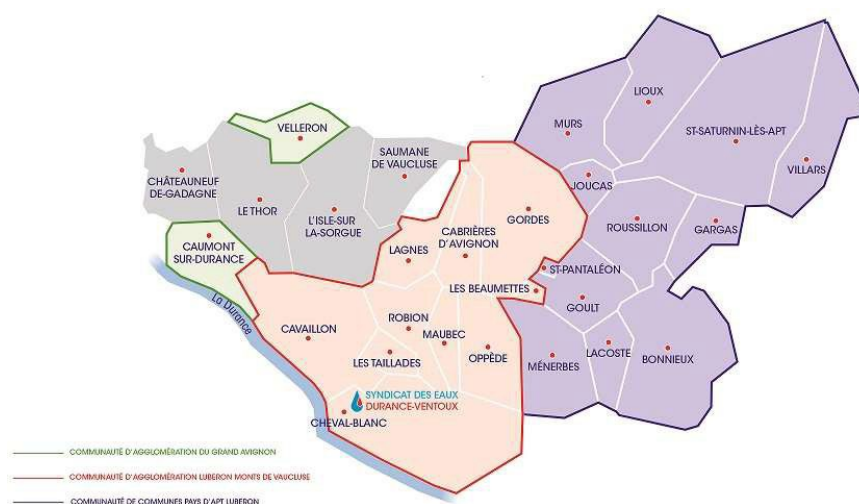 LIOUX
VELLERON
MURS
ST-SATURNIN-LÈS-APT
SAUMANE
DE VAUCLUSE
VILLARS
CHÂTEAUNEUF
DE-GADAGNE
JOUCAS
LE THOR
L'ISLE-SUR
LA-SORGUE
GORDES
ROUSSILLON
GARGAS
CABRIÈRES
D'AVIGNON
CAUMONT
SUR-DURANCE
LAGNES
ST-PANTALÉON
LES BEAUMETTES
La Durance
GOULT
CAVAILLON
ROBION
MAUBEC
OPPÈDE
LES TAILLADES
MÉNERBES
LACOSTE
BONNIEUX
SYNDICAT DES EAUX
DURANCE-VENTOUX
CHEVAL-BLANC
COMMUNAUTÉ D'AGGLOMÉRATION DU GRAND AVIGNON
COMMUNAUTÉ D'AGGLOMÉRATION LUBERON MONTS DE VAUCLUSE
COMMUNAUTÉ DE COMMUNES PAYS D'APT LUBERON